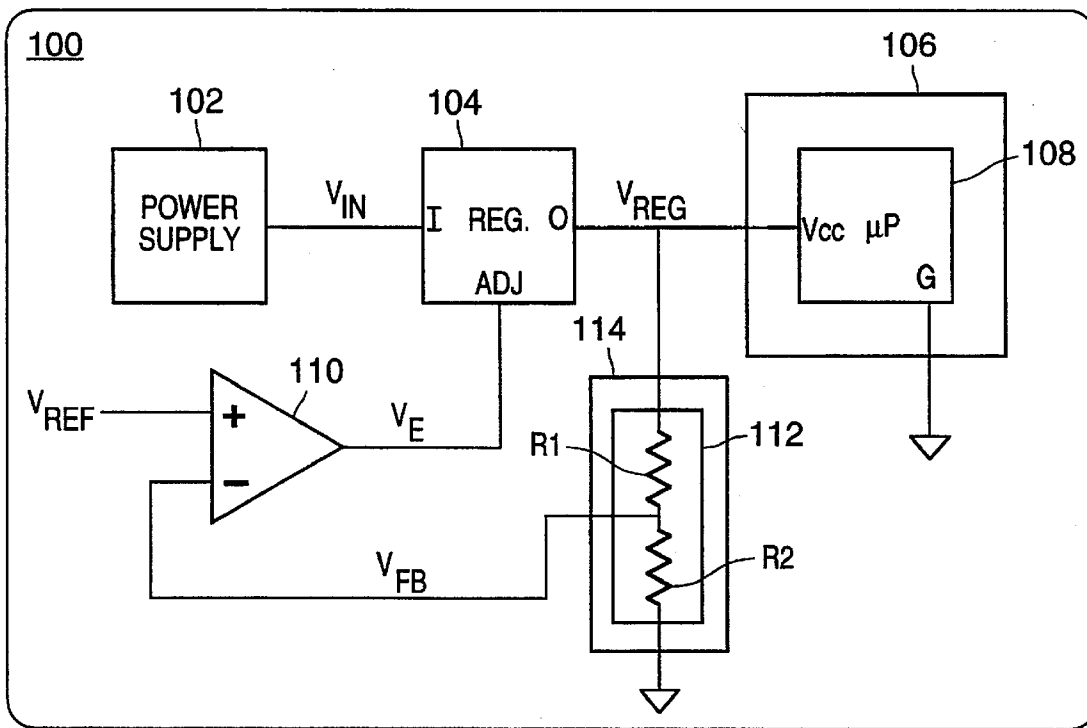 100
106
102
104
108
POWER
SUPPLY
V_IN
I REG. O
ADJ
V_REG
Vcc µP
G
114
110
V_REF
+
−
V_E
R1
112
V_FB
R2